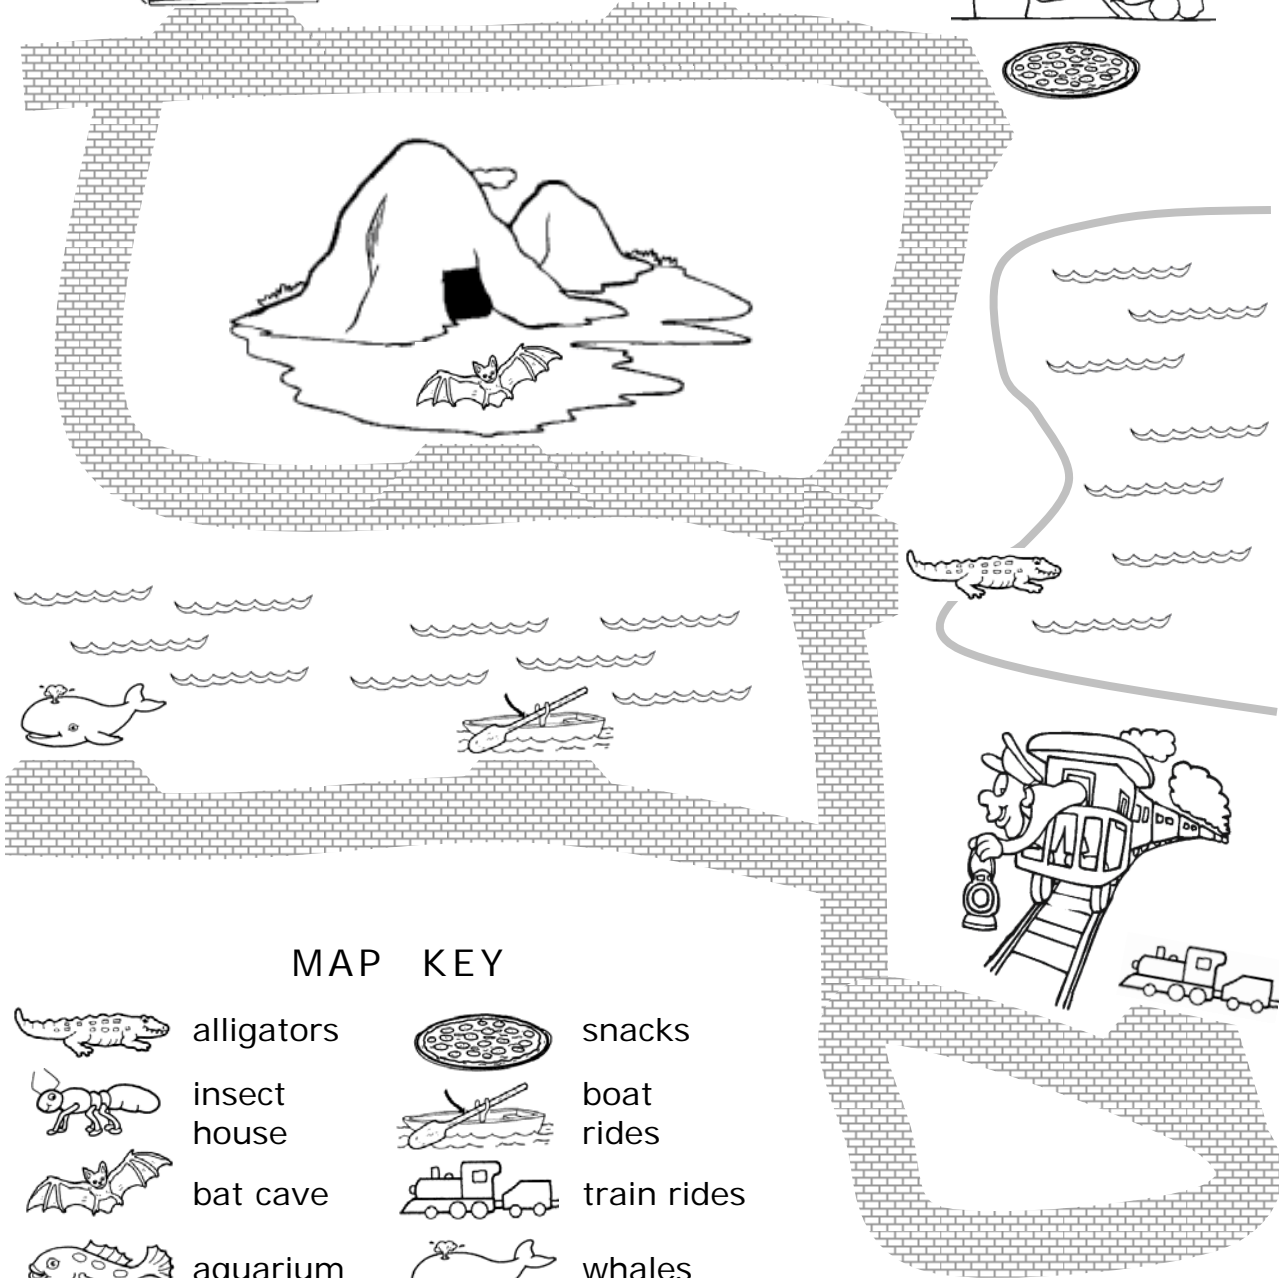 MAP KEY
alligators
snacks
insect
house
boat
rides
bat cave
train rides
aquarium
whales